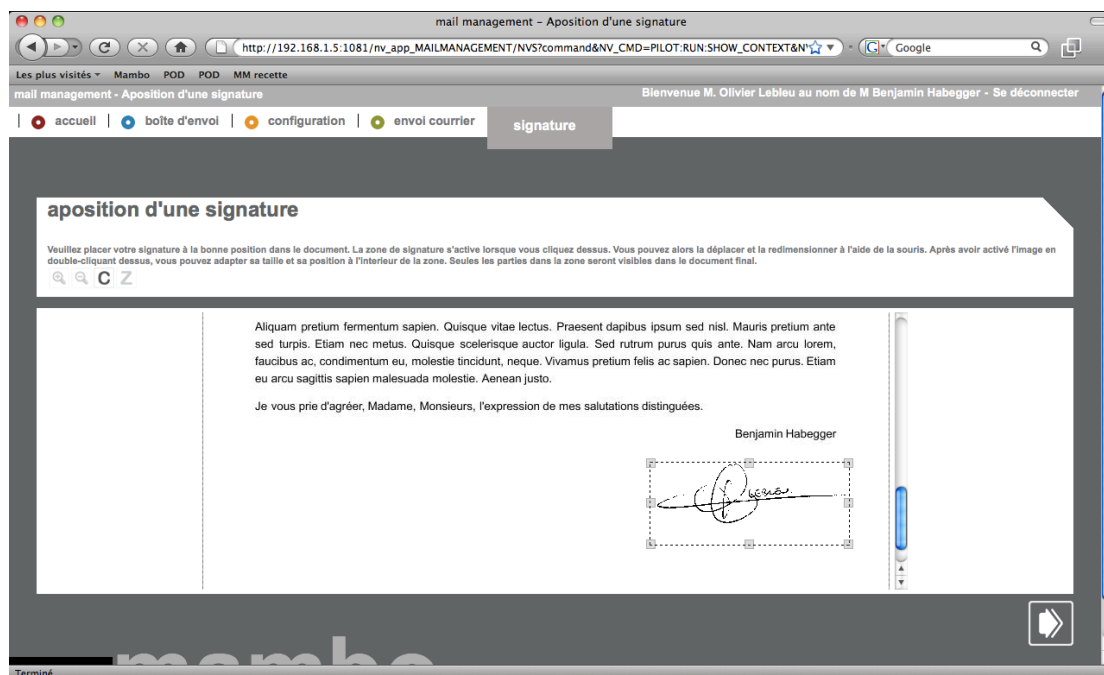 mail management – Aposition d'une signature
http://192.168.1.5:1081/nv_app_MAILMANAGEMENT/NVS?command&NV_CMD=PILOT:RUN:SHOW_CONTEXT&N
Google
Les plus visités Mambo POD POD MM recette
mail management - Aposition d'une signature
Bienvenue M. Olivier Lebleu au nom de M Benjamin Habegger - Se déconnecter
accueil | boîte d'envoi | configuration | envoi courrier
signature
aposition d'une signature
Veuillez placer votre signature à la bonne position dans le document. La zone de signature s'active lorsque vous cliquez dessus. Vous pouvez alors la déplacer et la redimensionner à l'aide de la souris. Après avoir activé l'image en
double-cliquant dessus, vous pouvez adapter sa taille et sa position à l'interieur de la zone. Seules les parties dans la zone seront visibles dans le document final.
C Z
Aliquam pretium fermentum sapien. Quisque vitae lectus. Praesent dapibus ipsum sed nisl. Mauris pretium ante
sed turpis. Etiam nec metus. Quisque scelerisque auctor ligula. Sed rutrum purus quis ante. Nam arcu lorem,
faucibus ac, condimentum eu, molestie tincidunt, neque. Vivamus pretium felis ac sapien. Donec nec purus. Etiam
eu arcu sagittis sapien malesuada molestie. Aenean justo.
Je vous prie d'agréer, Madame, Monsieurs, l'expression de mes salutations distinguées.
Benjamin Habegger
mambo
Terminé